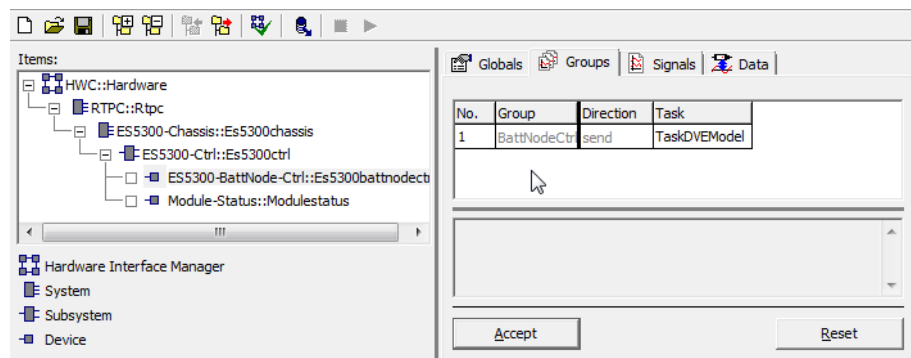 Items:
HWC::Hardware
RTPC::Rtpc
ES5300-Chassis::Es5300chassis
ES5300-Ctrl::Es5300ctrl
ES5300-BattNode-Ctrl::Es5300battnodectr
Module-Status::Modulestatus
Hardware Interface Manager
System
Subsystem
Device
Globals Groups Signals Data
No. Group Direction Task
1 BattNodeCtrl send TaskDVEModel
Accept Reset